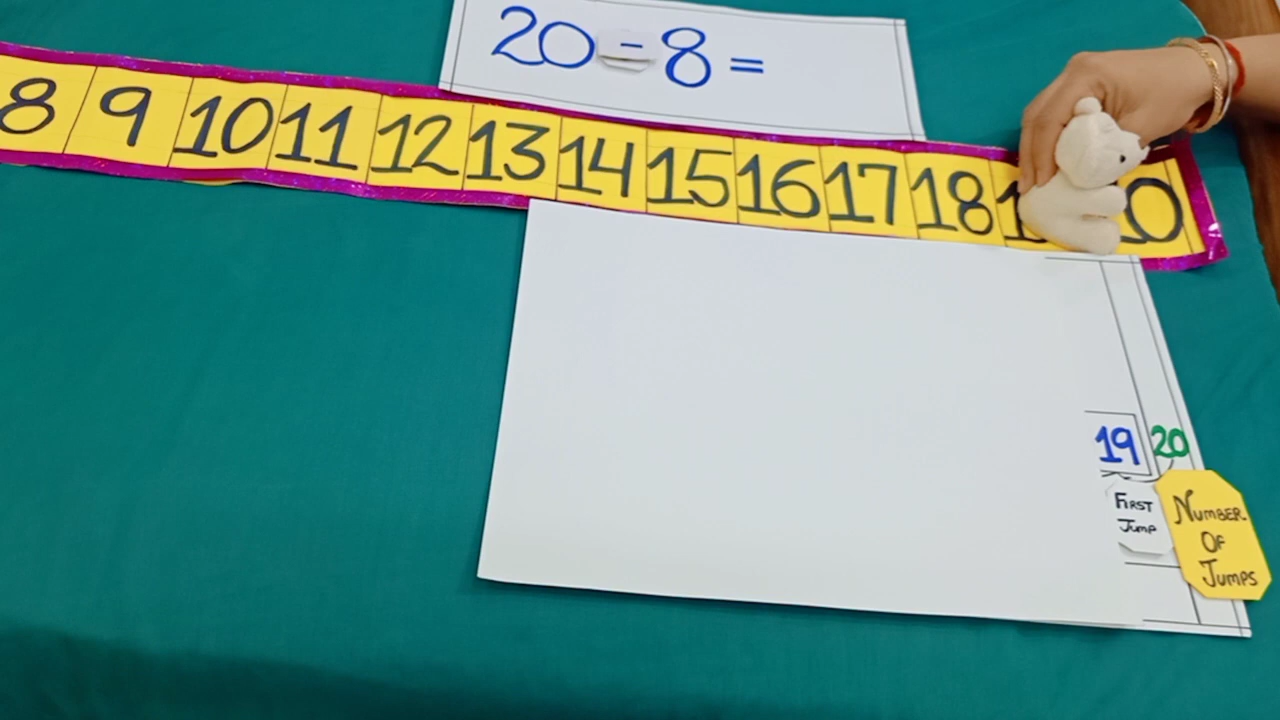 20 - 8 =
8 9 10 11 12 13 14 15 16 17 18
19 20
FIRST
JUMP
NUMBER
OF
JUMPS